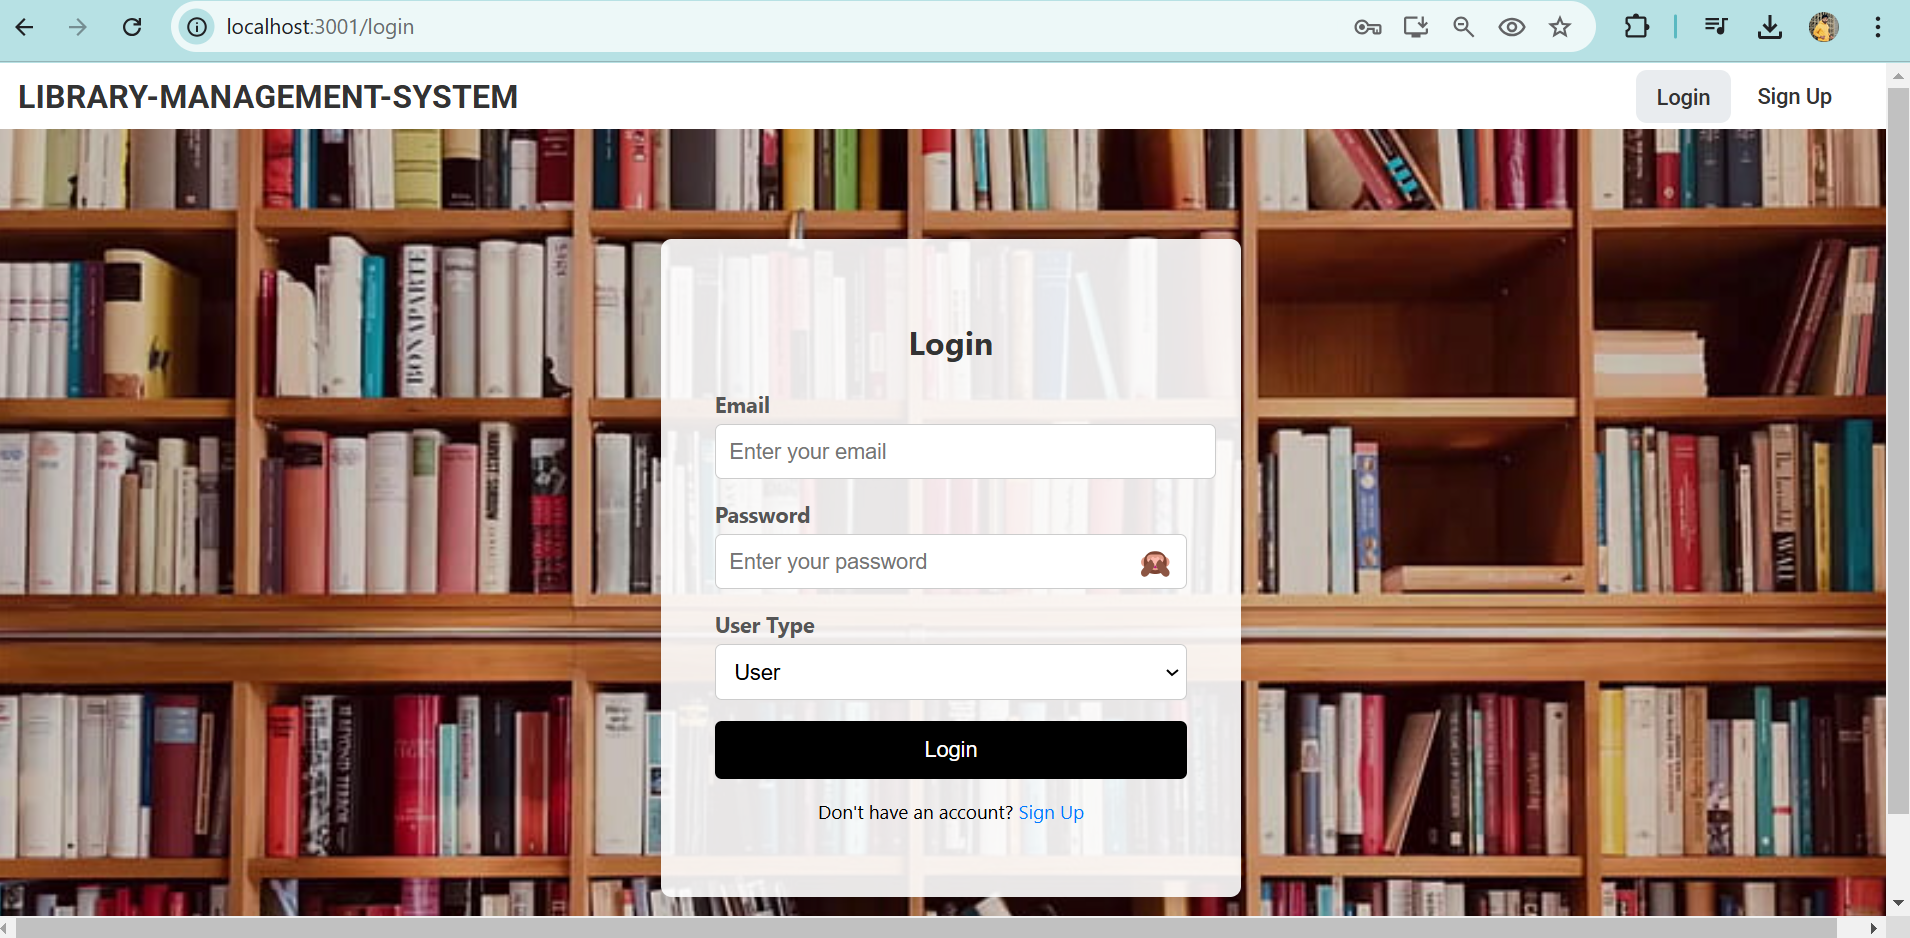 localhost:3001/login
LIBRARY-MANAGEMENT-SYSTEM
Login
Sign Up
BONAPARTE
Login
Email
Enter your email
Password
Enter your password
User Type
User
Login
Don't have an account? Sign Up